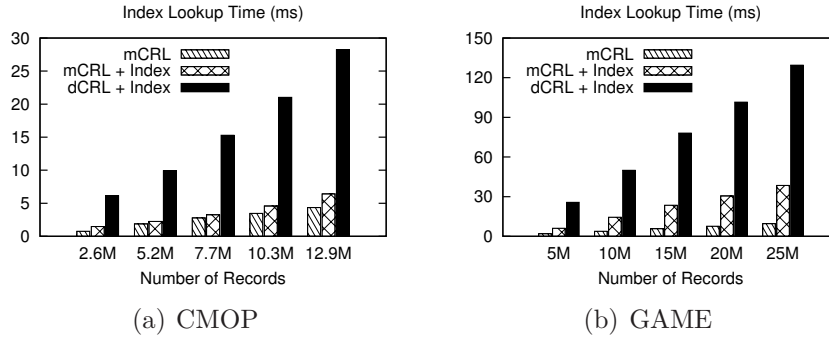 Index Lookup Time (ms)
30
25
20
15
10
5
0
mCRL
mCRL + Index
dCRL + Index
2.6M 5.2M 7.7M 10.3M 12.9M
Number of Records
(a) CMOP
Index Lookup Time (ms)
150
120
90
60
30
0
mCRL
mCRL + Index
dCRL + Index
5M 10M 15M 20M 25M
Number of Records
(b) GAME